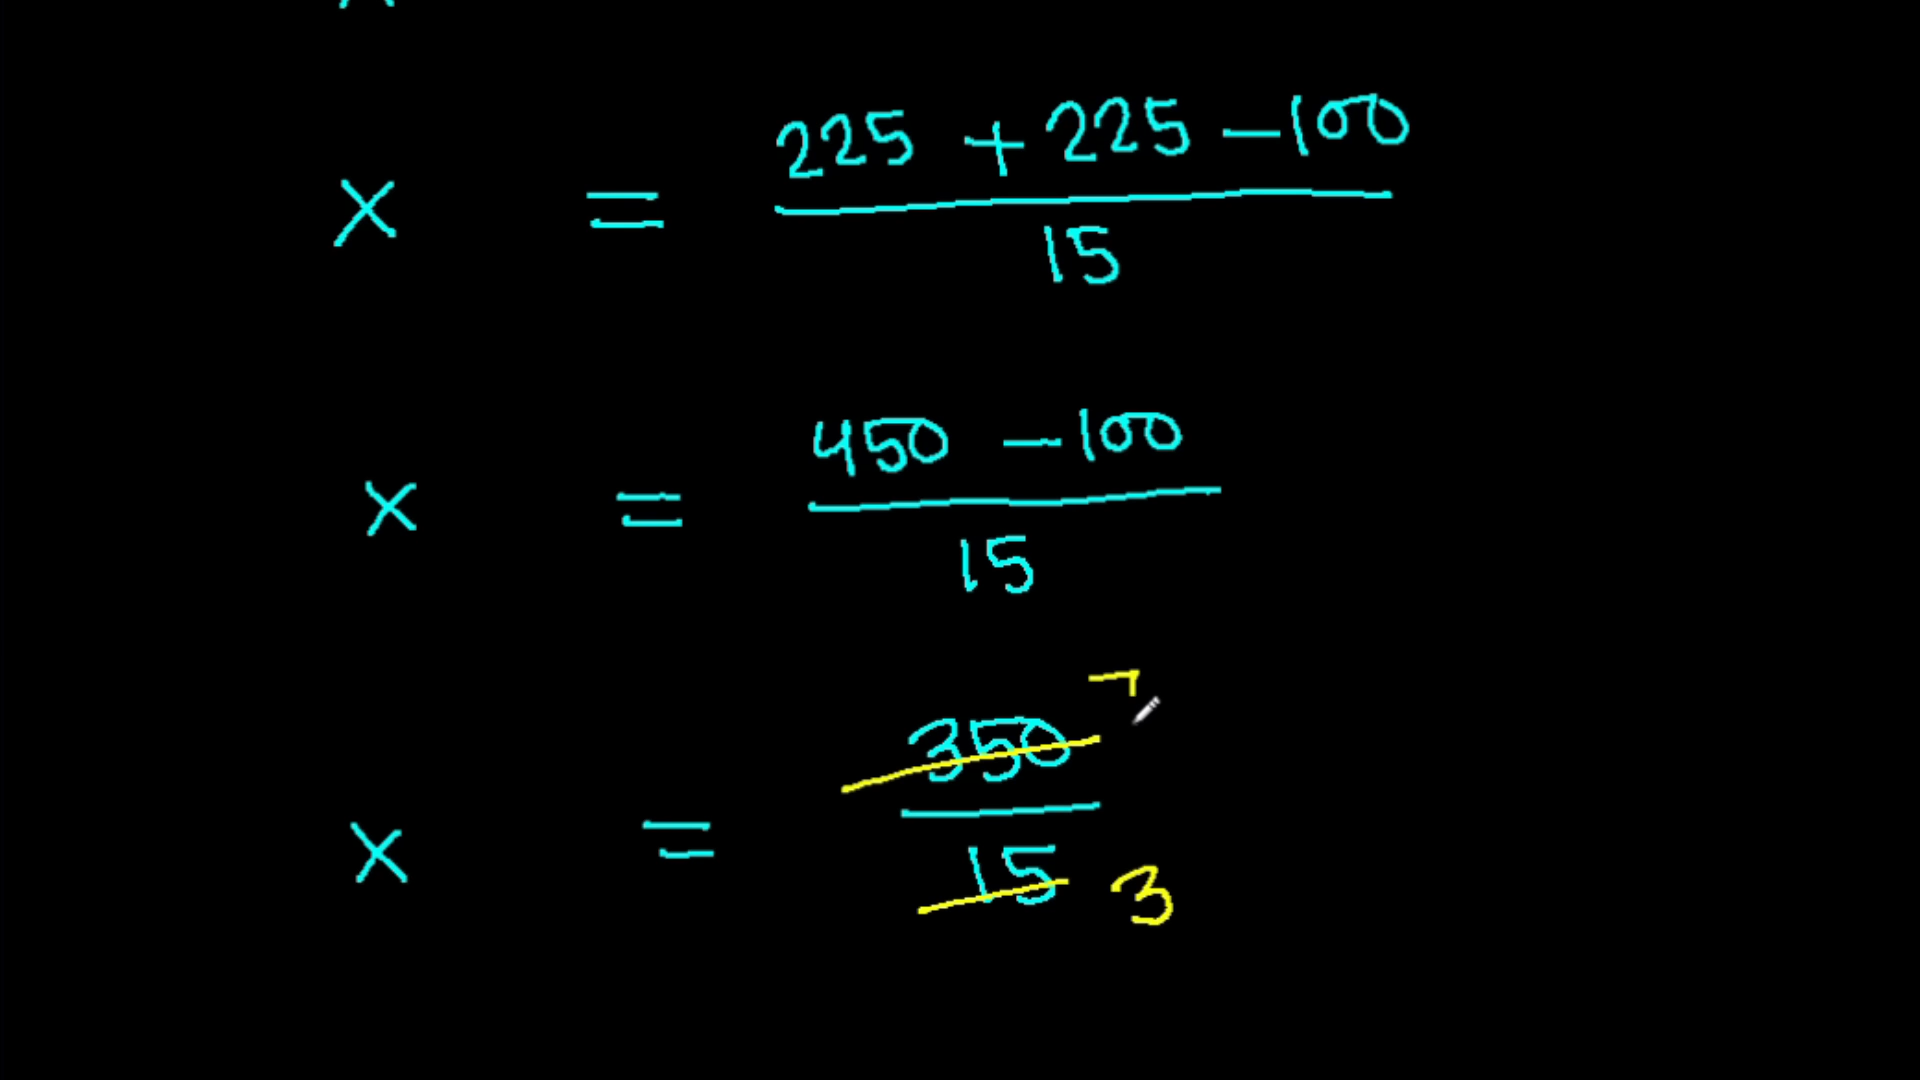 x = (225 + 225 - 100) / 15
x = (450 - 100) / 15
7
x = 350 / 15
3